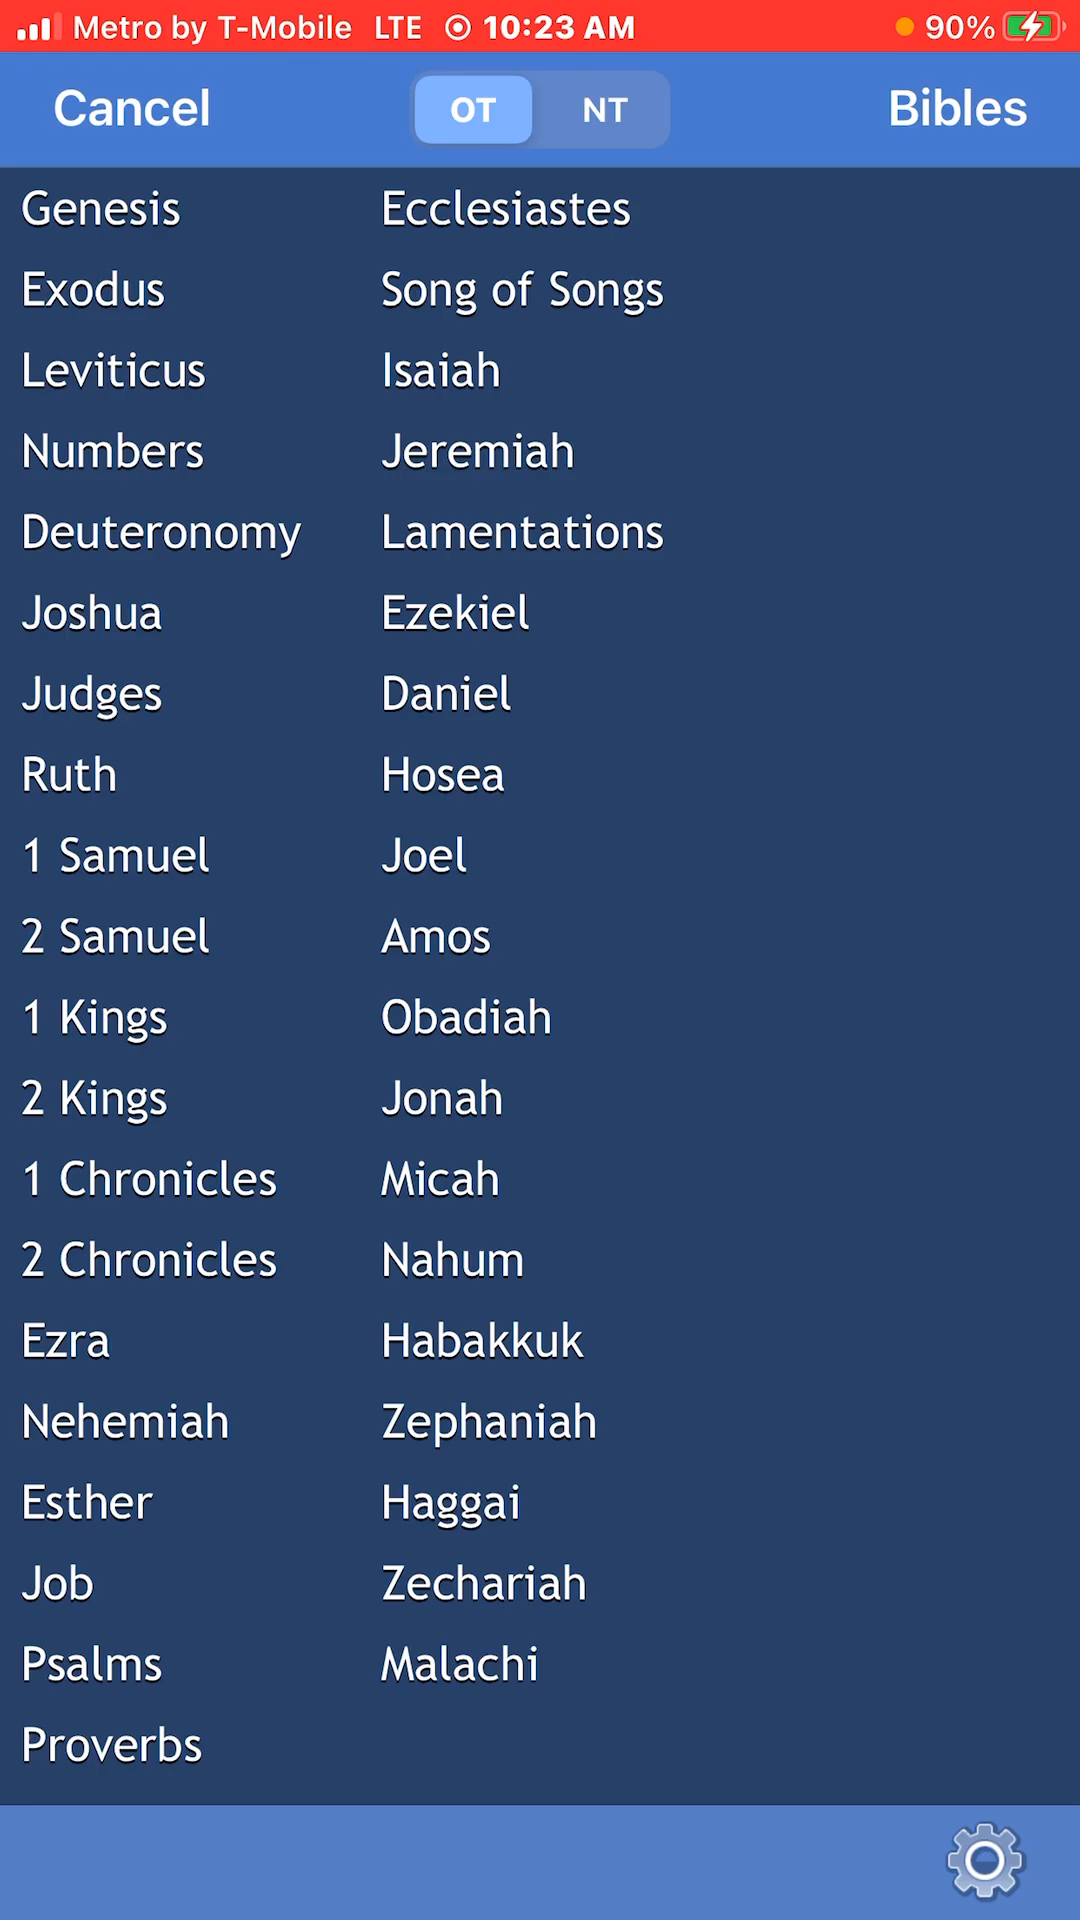 Metro by T-Mobile LTE 10:23 AM 90%
Cancel OT NT Bibles
Genesis
Exodus
Leviticus
Numbers
Deuteronomy
Joshua
Judges
Ruth
1 Samuel
2 Samuel
1 Kings
2 Kings
1 Chronicles
2 Chronicles
Ezra
Nehemiah
Esther
Job
Psalms
Proverbs
Ecclesiastes
Song of Songs
Isaiah
Jeremiah
Lamentations
Ezekiel
Daniel
Hosea
Joel
Amos
Obadiah
Jonah
Micah
Nahum
Habakkuk
Zephaniah
Haggai
Zechariah
Malachi